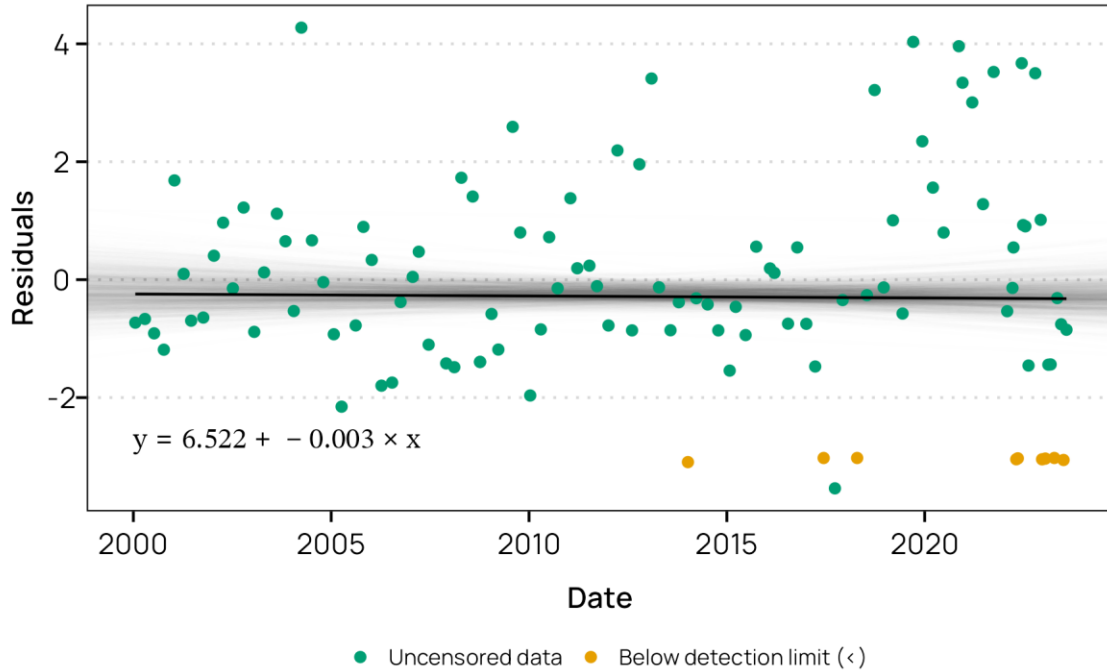 4
2
0
-2
Residuals
y = 6.522 + − 0.003 × x
2000 2005 2010 2015 2020
Date
Uncensored data Below detection limit (<)